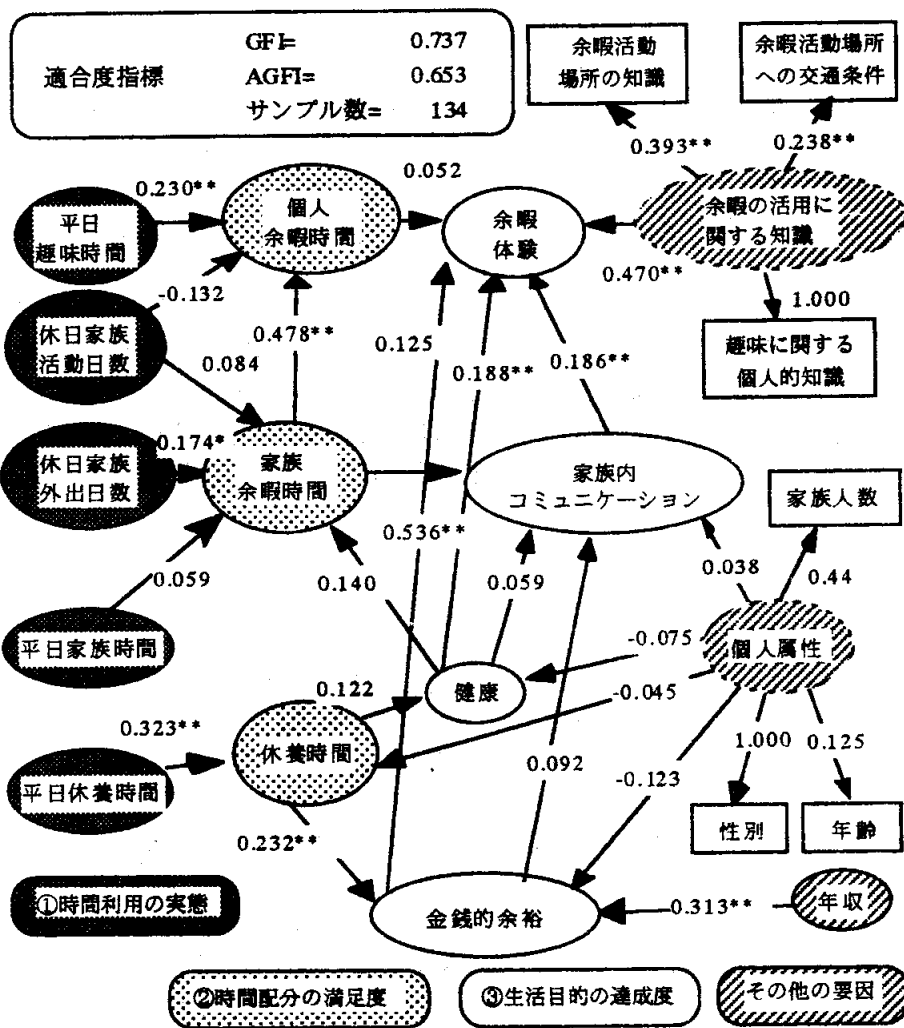 適合度指標
GFI= 0.737
AGFI= 0.653
サンプル数= 134
余暇活動
場所の知識
余暇活動場所
への交通条件
0.393**
0.238**
0.230**
0.052
平日
趣味時間
個人
余暇時間
余暇
体験
余暇の活用に
関する知識
0.470**
-0.132
1.000
休日家族
活動日数
0.478**
0.084
0.125
0.188**
0.186**
趣味に関する
個人的知識
0.174*
休日家族
外出日数
家族
余暇時間
家族内
コミュニケーション
家族人数
0.536**
0.059
0.140
0.059
0.038
0.44
平日家族時間
-0.075
個人属性
健康
0.122
-0.045
0.323**
休養時間
平日休養時間
0.092
-0.123
1.000
0.125
0.232**
性別
年齢
①時間利用の実態
金銭的余裕
0.313**
年収
②時間配分の満足度
③生活目的の達成度
その他の要因